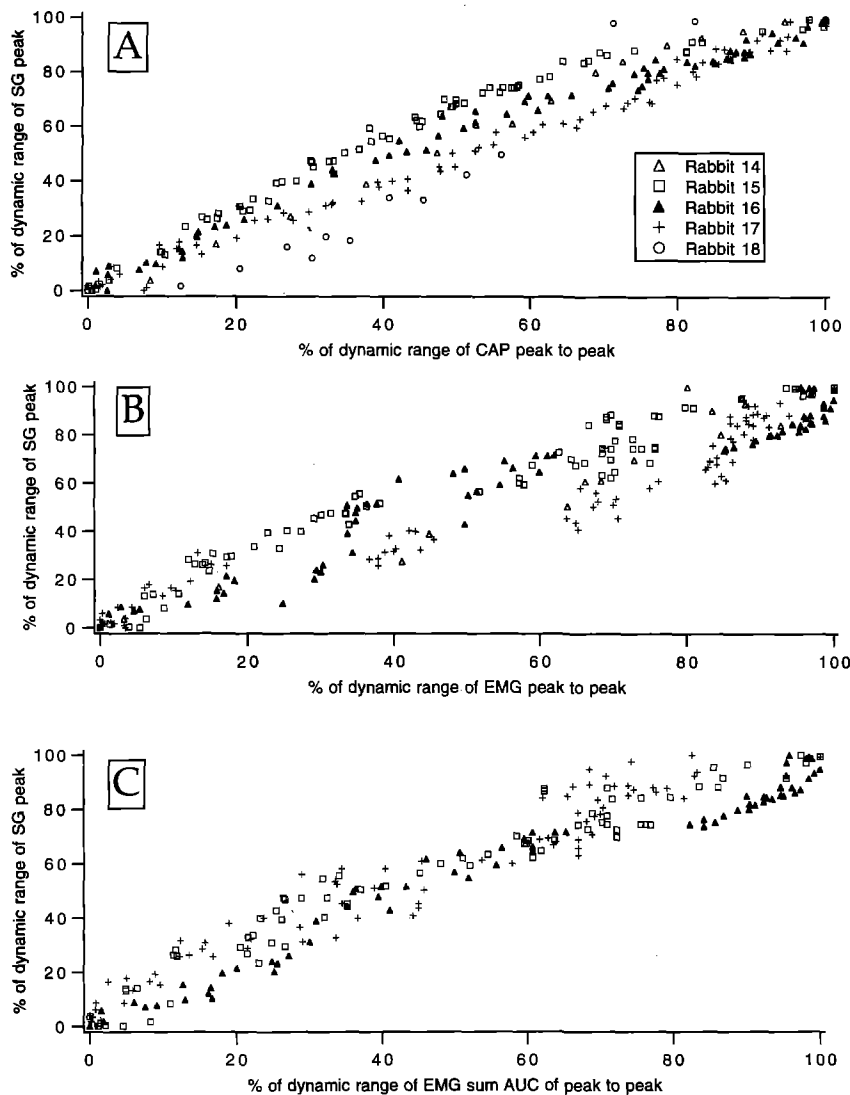 A
% of dynamic range of SG peak
100
80
60
40
20
0
Rabbit 14
Rabbit 15
Rabbit 16
Rabbit 17
Rabbit 18
0 20 40 60 80 100
% of dynamic range of CAP peak to peak
B
% of dynamic range of SG peak
100
80
60
40
20
0
0 20 40 60 80 100
% of dynamic range of EMG peak to peak
C
% of dynamic range of SG peak
100
80
60
40
20
0
0 20 40 60 80 100
% of dynamic range of EMG sum AUC of peak to peak